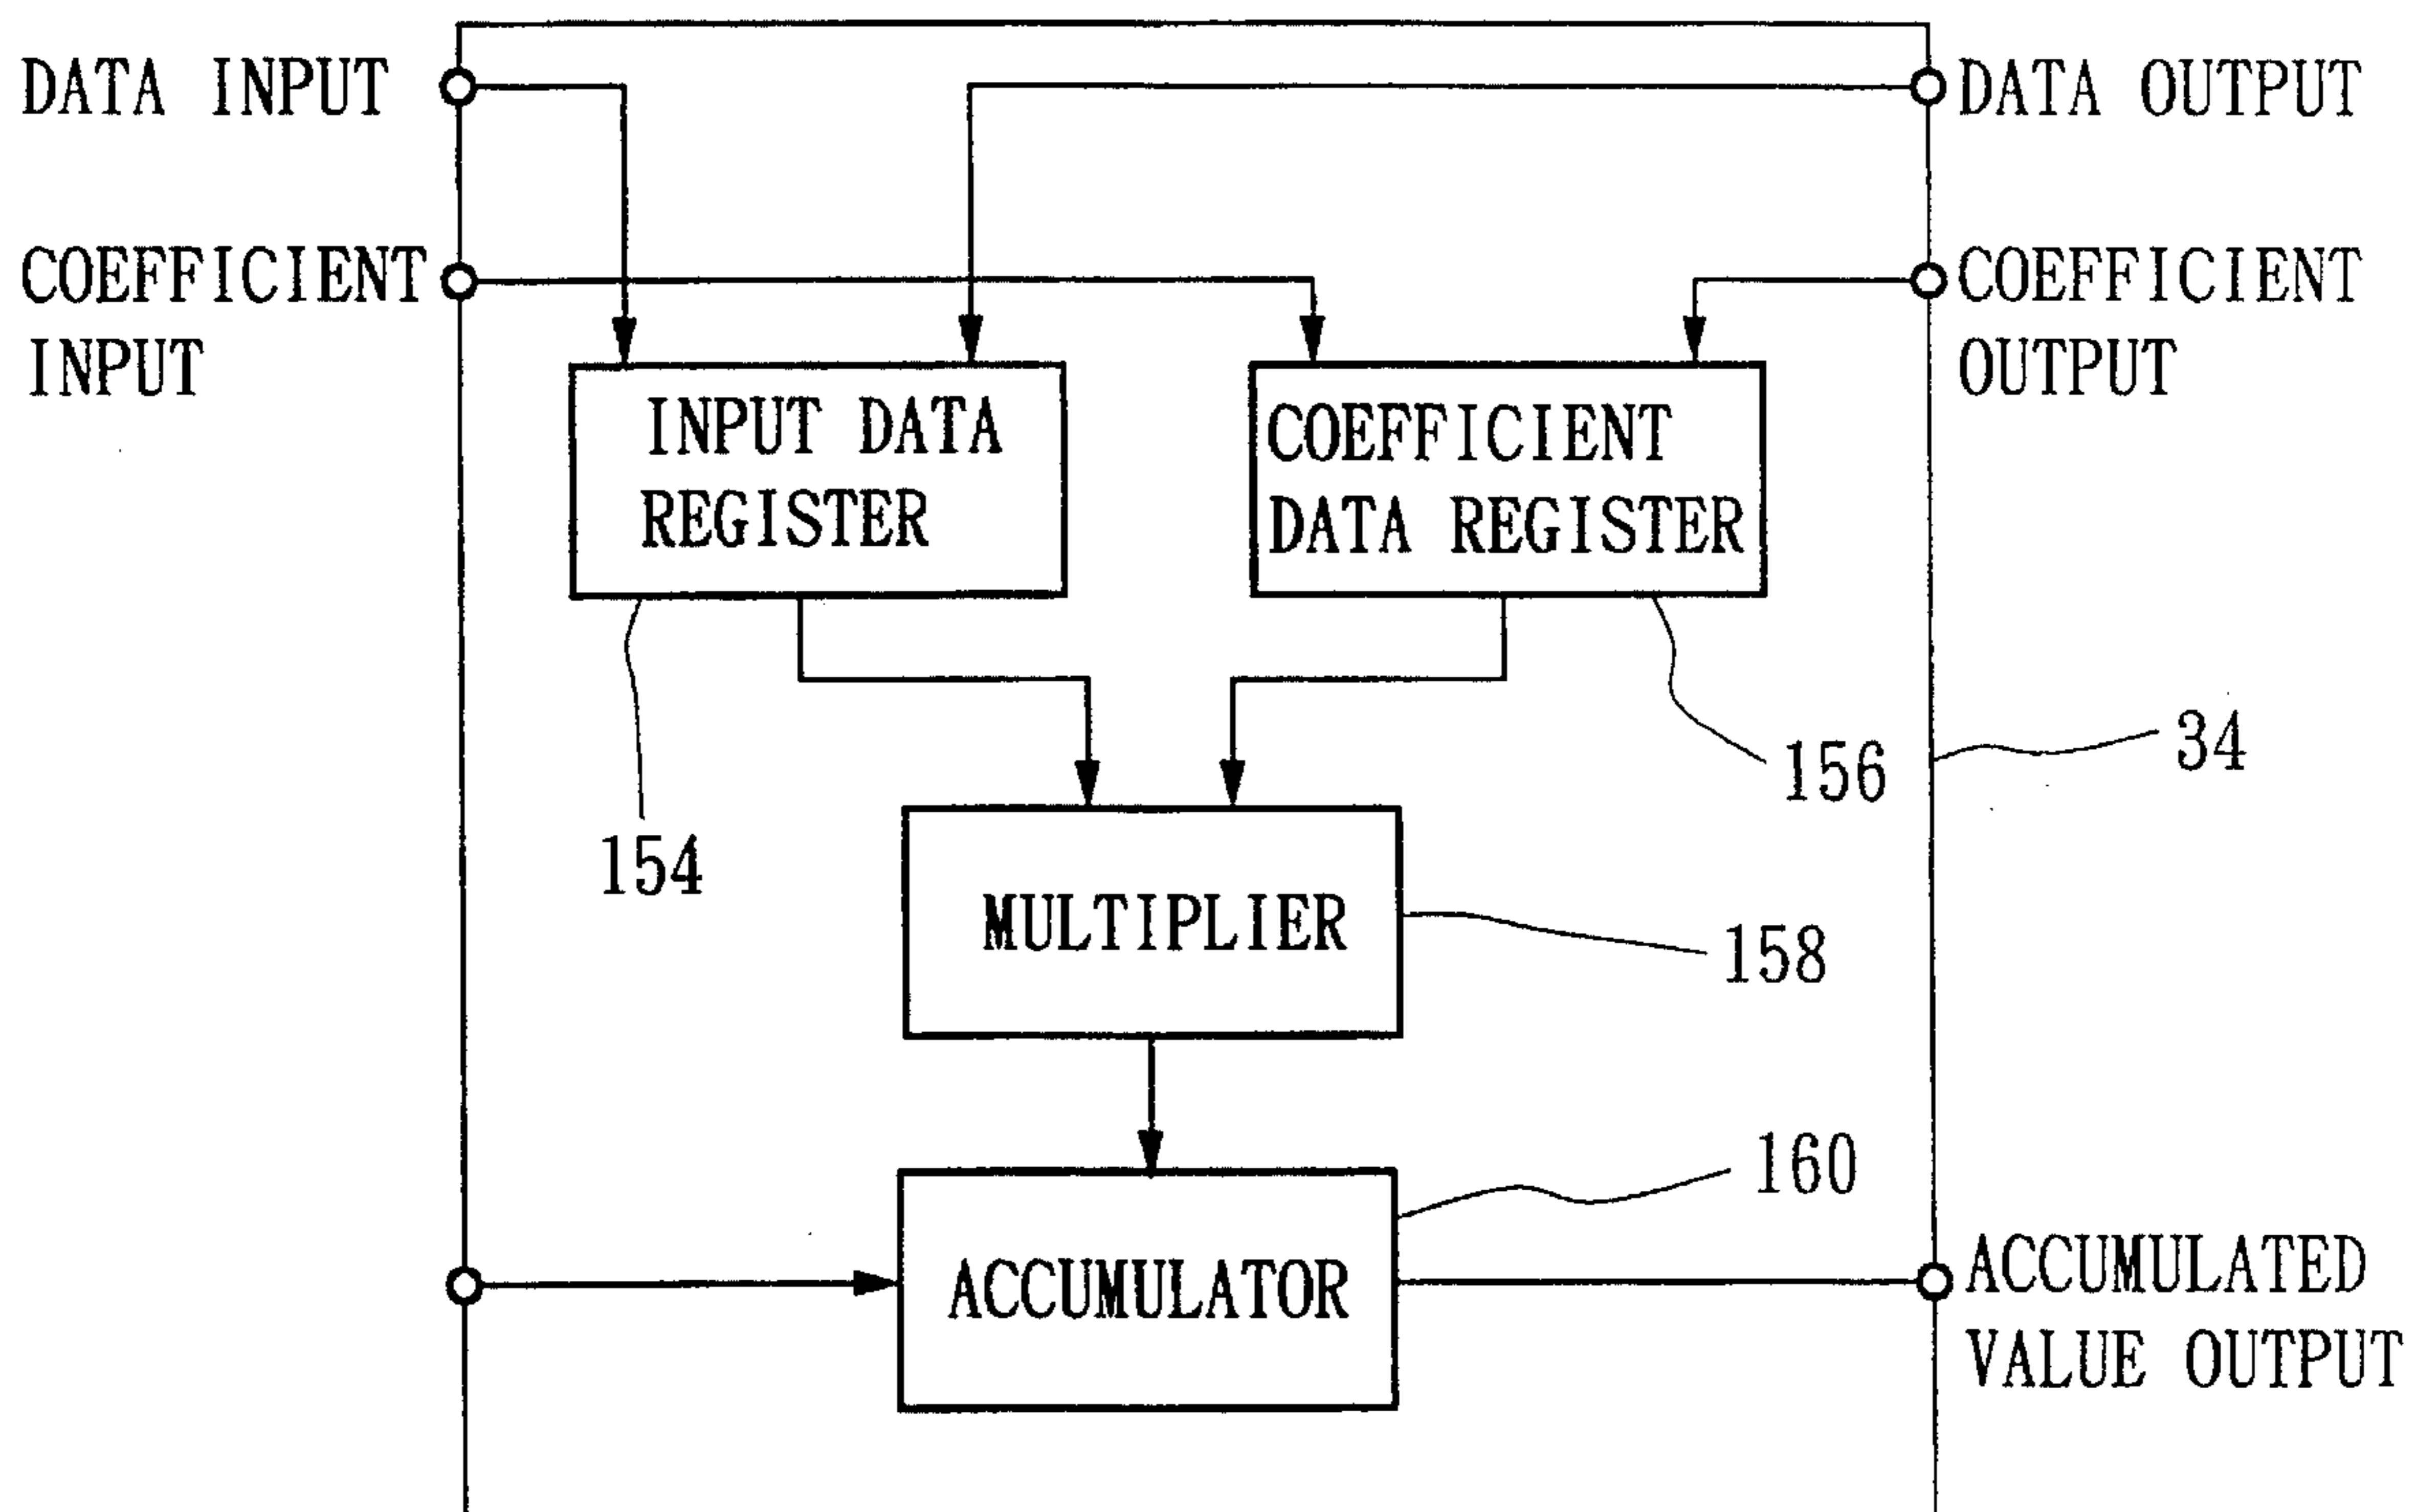 DATA INPUT
DATA OUTPUT
COEFFICIENT
INPUT
COEFFICIENT
OUTPUT
INPUT DATA
REGISTER
COEFFICIENT
DATA REGISTER
154
156
34
MULTIPLIER
158
160
ACCUMULATOR
ACCUMULATED
VALUE OUTPUT